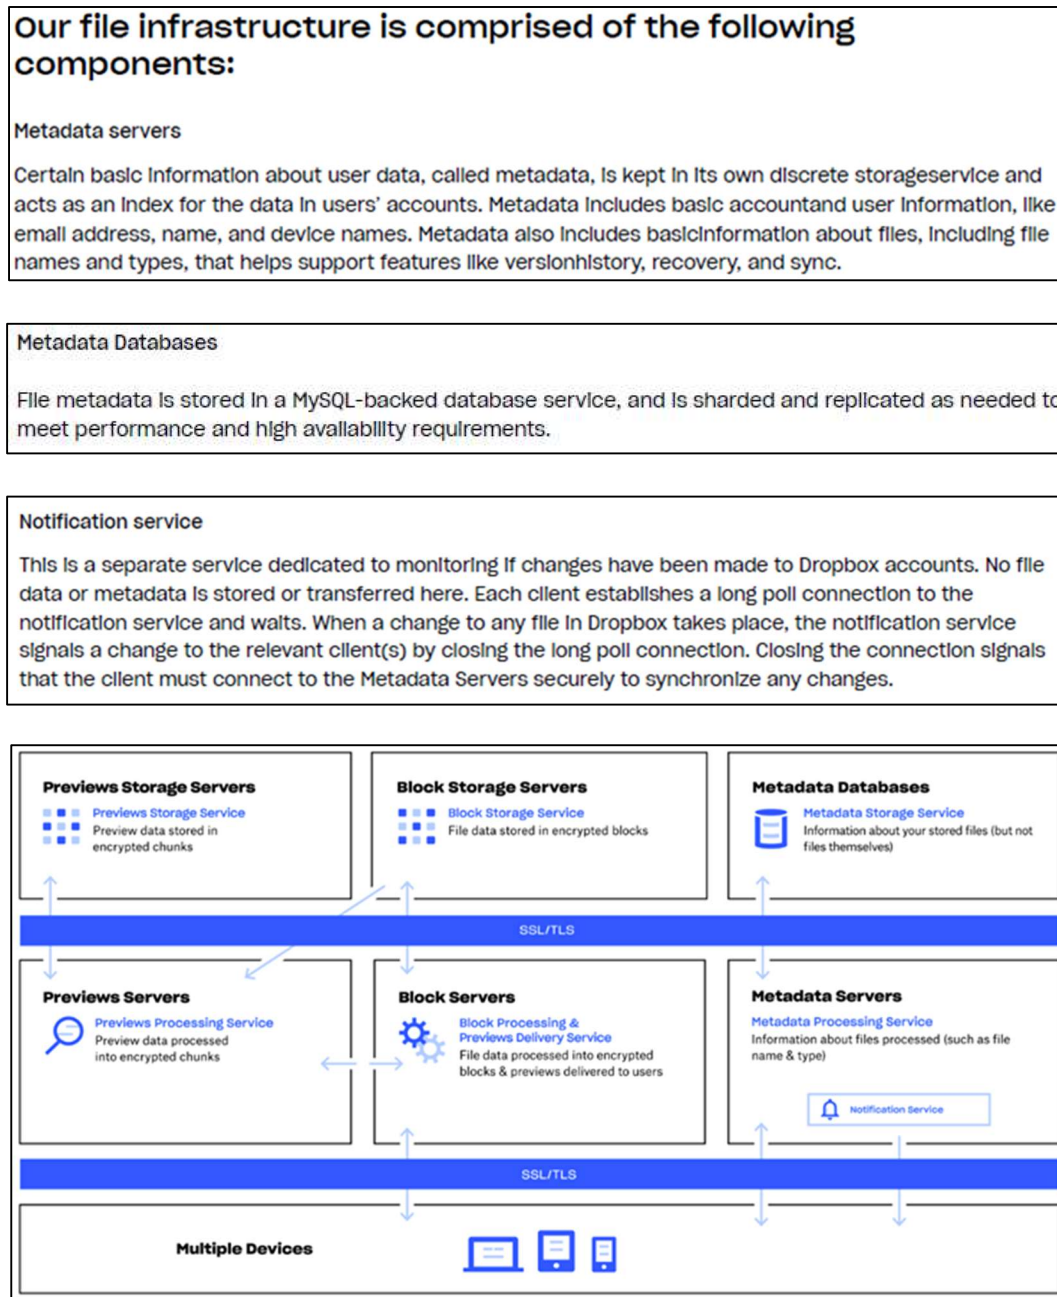 Our file infrastructure is comprised of the following
components:
Metadata servers
Certain basic information about user data, called metadata, is kept in its own discrete storageservice and
acts as an index for the data in users' accounts. Metadata includes basic accountand user information, like
email address, name, and device names. Metadata also includes basicinformation about files, including file
names and types, that helps support features like versionhistory, recovery, and sync.
Metadata Databases
File metadata is stored in a MySQL-backed database service, and is sharded and replicated as needed to
meet performance and high availability requirements.
Notification service
This is a separate service dedicated to monitoring if changes have been made to Dropbox accounts. No file
data or metadata is stored or transferred here. Each client establishes a long poll connection to the
notification service and waits. When a change to any file in Dropbox takes place, the notification service
signals a change to the relevant client(s) by closing the long poll connection. Closing the connection signals
that the client must connect to the Metadata Servers securely to synchronize any changes.
Previews Storage Servers
Previews Storage Service
Preview data stored in
encrypted chunks
Block Storage Servers
Block Storage Service
File data stored in encrypted blocks
Metadata Databases
Metadata Storage Service
Information about your stored files (but not
files themselves)
SSL/TLS
Previews Servers
Previews Processing Service
Preview data processed
into encrypted chunks
Block Servers
Block Processing &
Previews Delivery Service
File data processed into encrypted
blocks & previews delivered to users
Metadata Servers
Metadata Processing Service
Information about files processed (such as file
name & type)
Notification Service
SSL/TLS
Multiple Devices